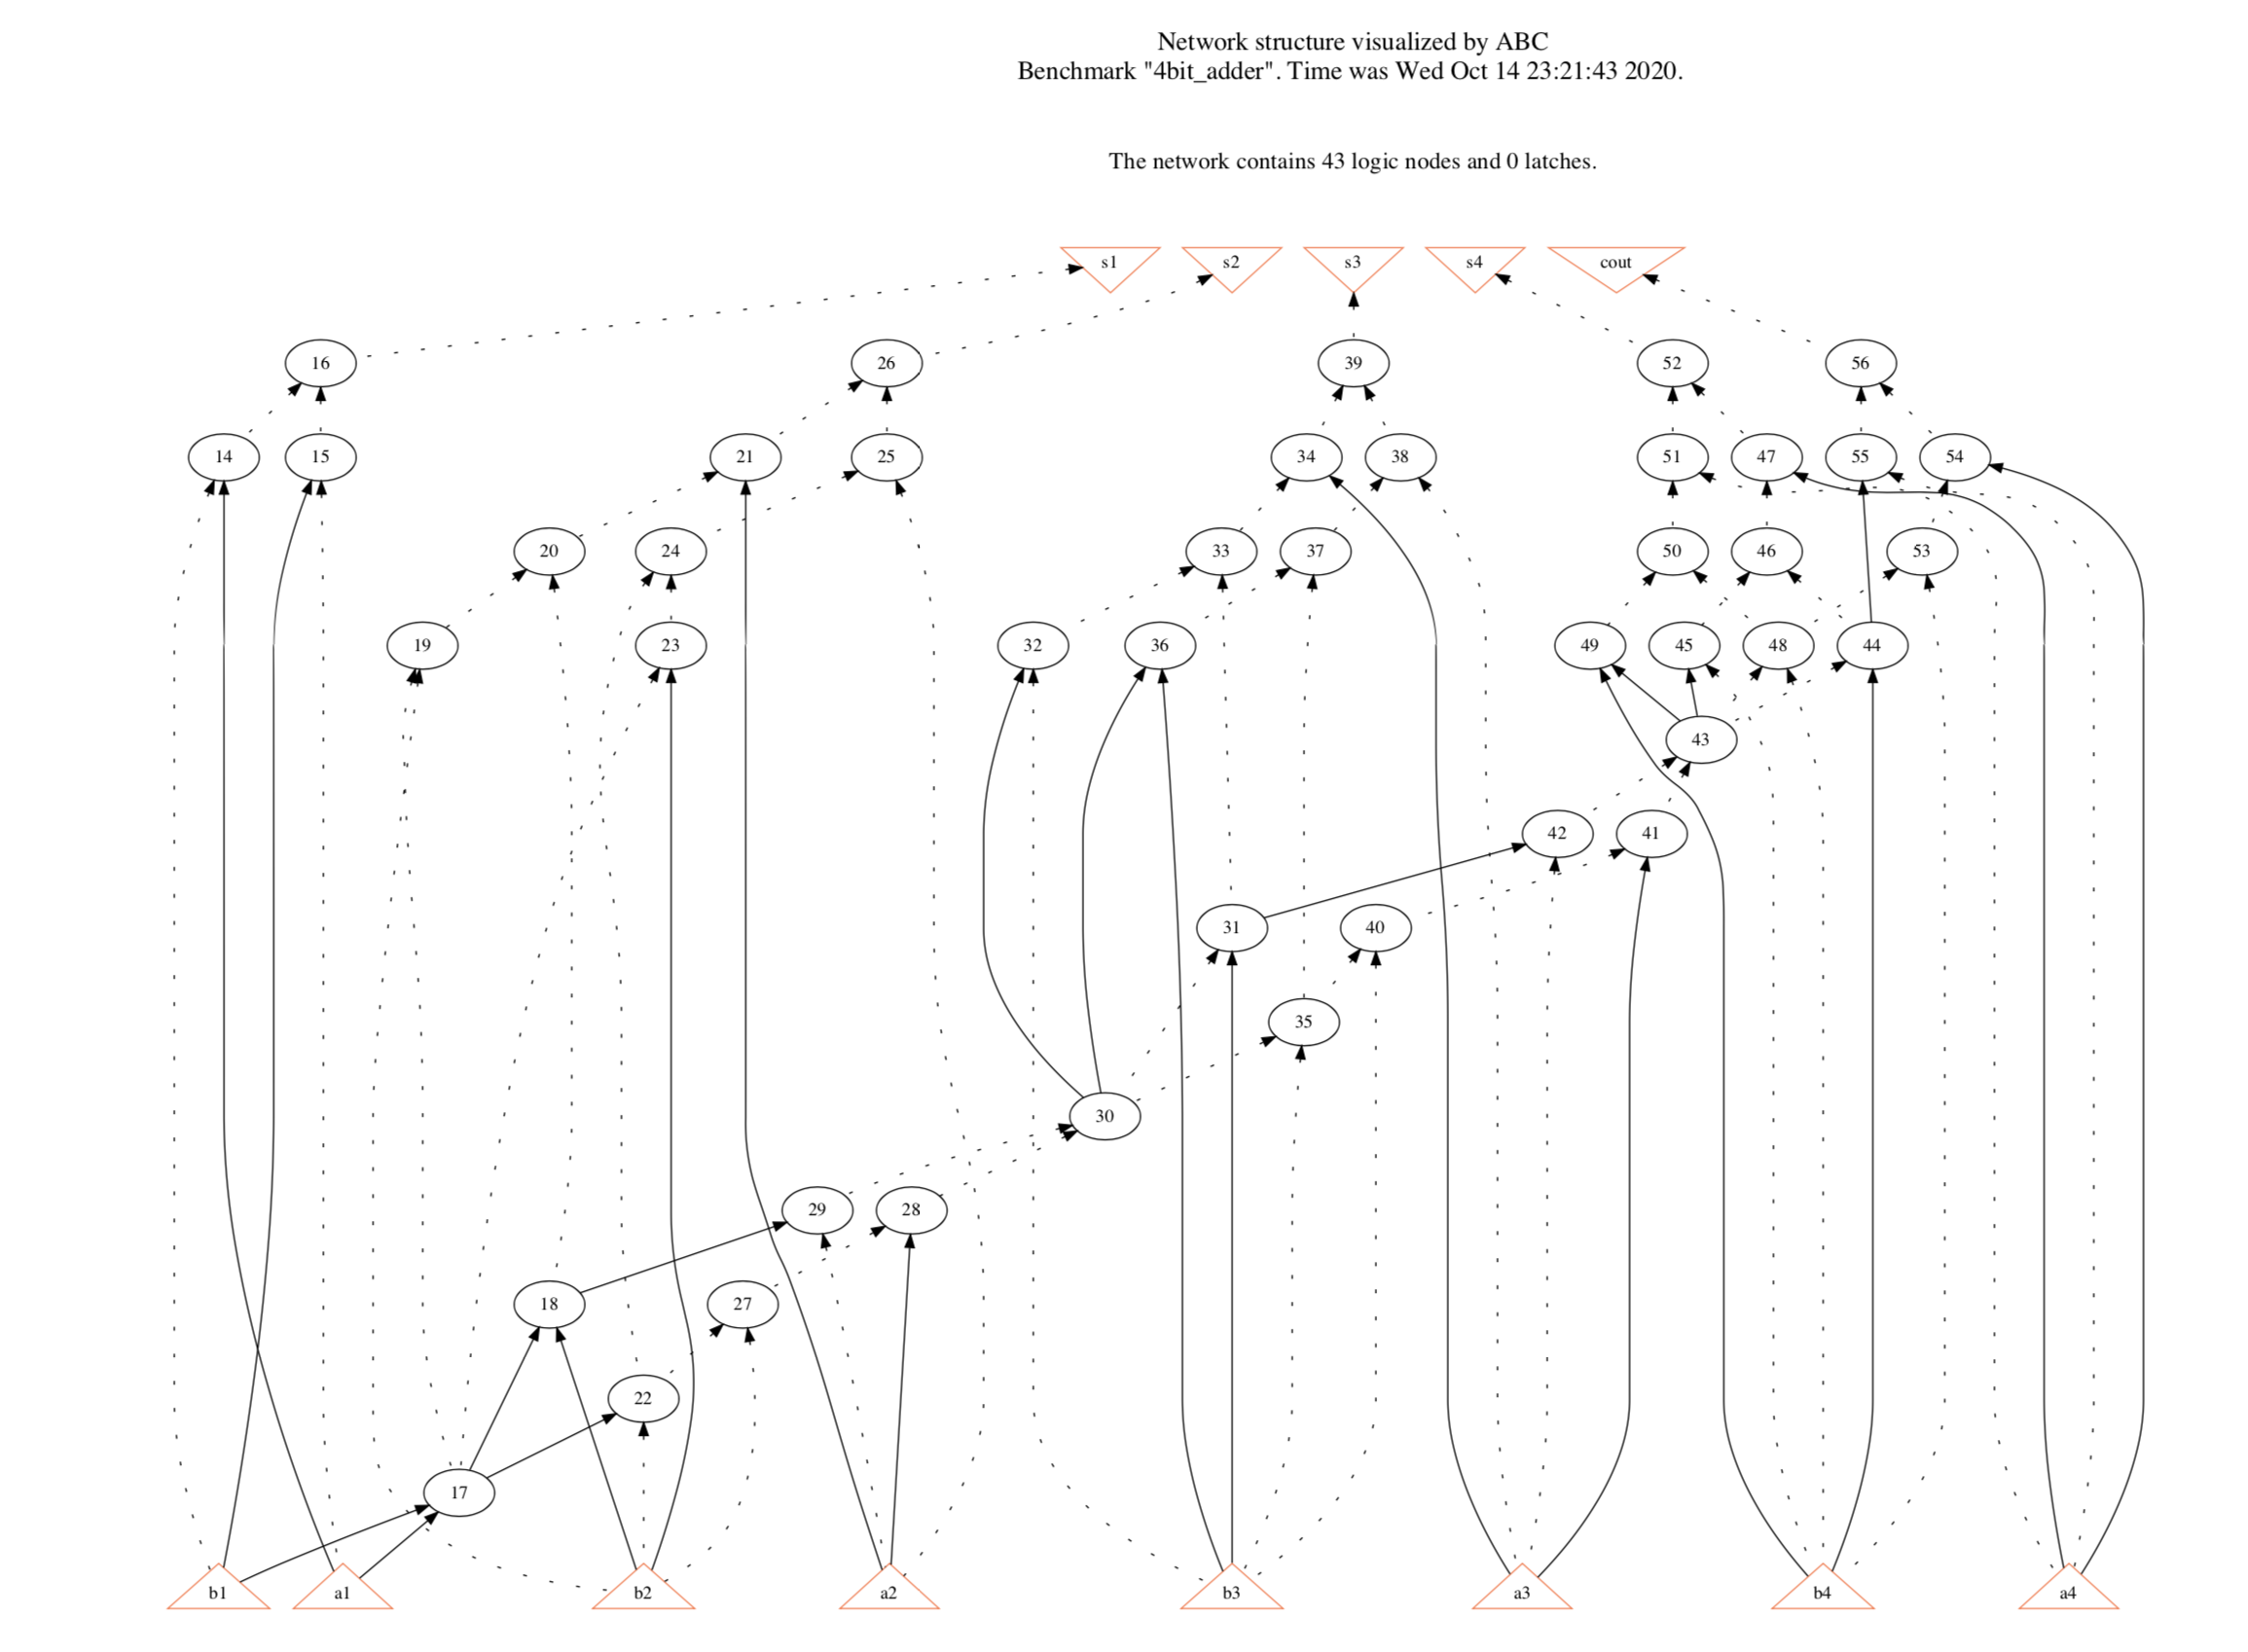 Network structure visualized by ABC
Benchmark "4bit_adder". Time was Wed Oct 14 23:21:43 2020.
The network contains 43 logic nodes and 0 latches.
s1 s2 s3 s4 cout
16 26 39 52 56
14 15 21 25 34 38 51 47 55 54
20 24 33 37 50 46 53
19 23 32 36 49 45 48 44
43
42 41
31 40
35
30
29 28
18 27
22
17
b1 a1 b2 a2 b3 a3 b4 a4